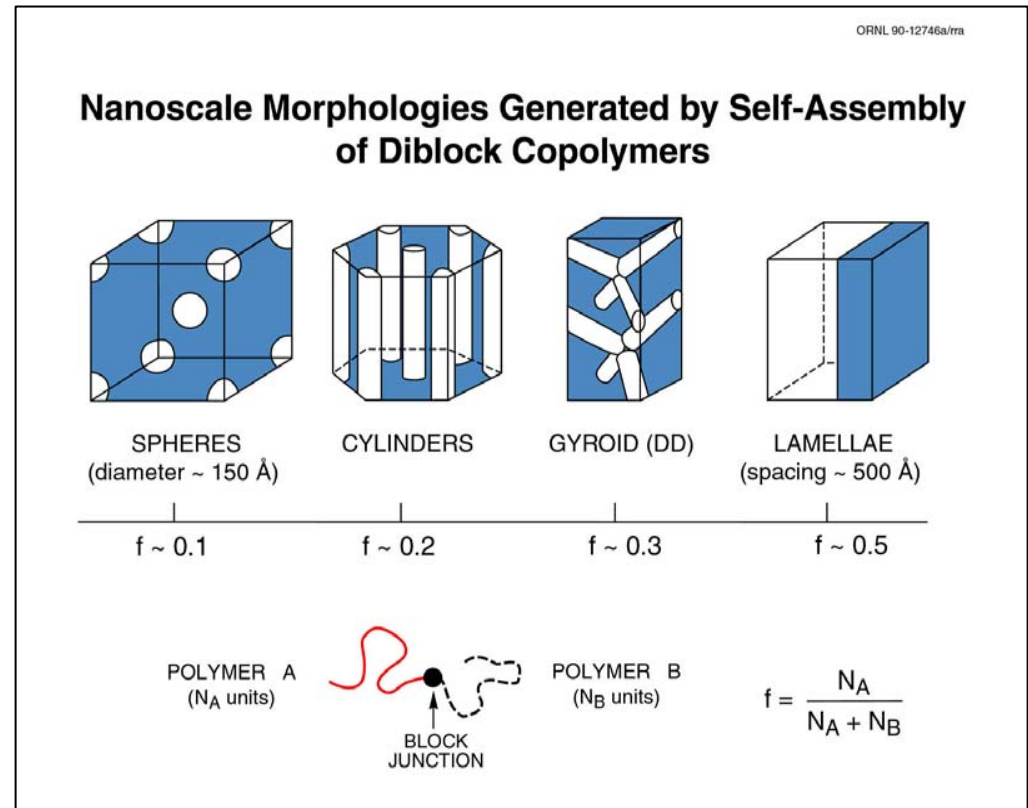 ORNL 90-12746a/rra
Nanoscale Morphologies Generated by Self-Assembly
of Diblock Copolymers
SPHERES
(diameter ~ 150 Å)
CYLINDERS
GYROID (DD)
LAMELLAE
(spacing ~ 500 Å)
f ~ 0.1
f ~ 0.2
f ~ 0.3
f ~ 0.5
POLYMER A
(NA units)
BLOCK
JUNCTION
POLYMER B
(NB units)
f = NA / NA + NB